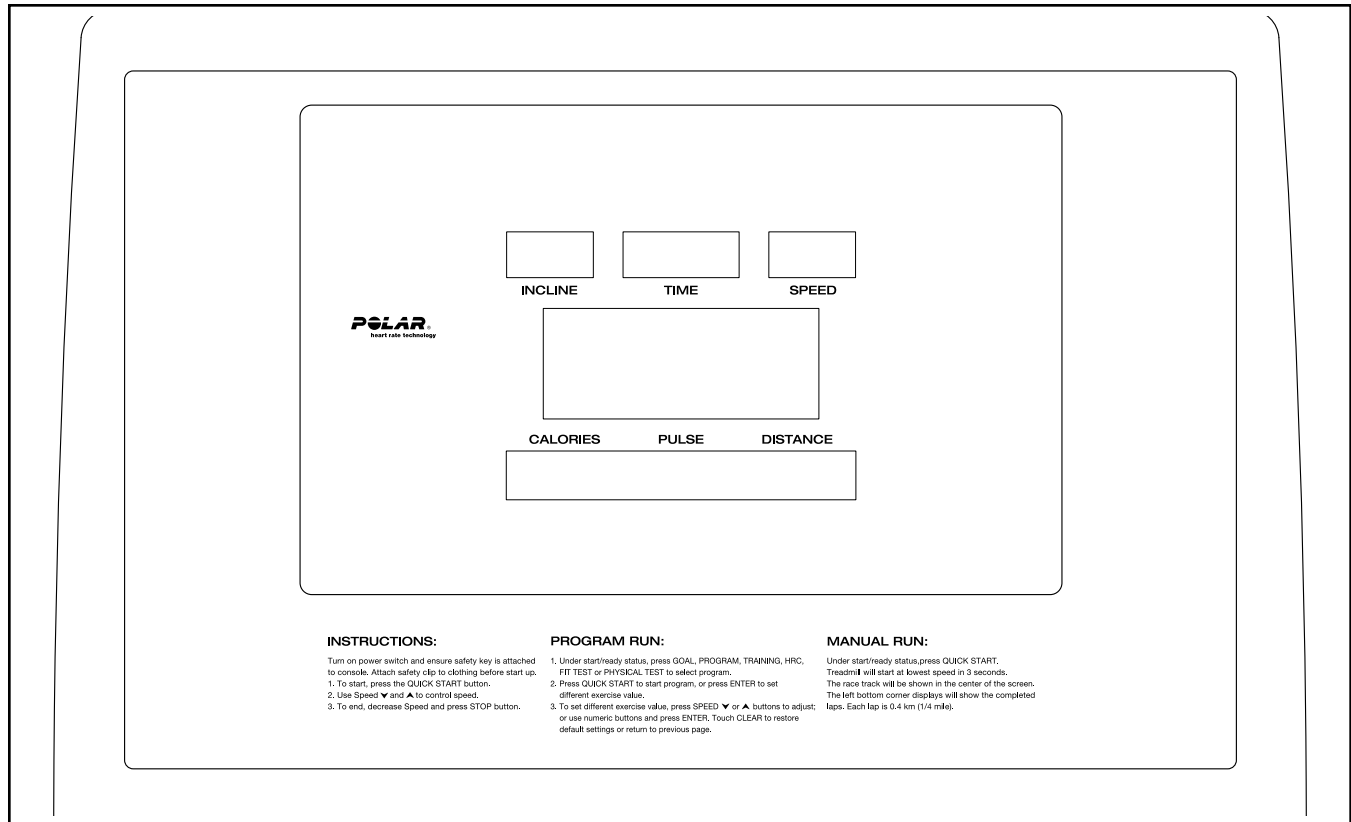 INCLINE TIME SPEED
POLAR®
heart rate technology
CALORIES PULSE DISTANCE
INSTRUCTIONS:
Turn on power switch and ensure safety key is attached
to console. Attach safety clip to clothing before start up.
1. To start, press the QUICK START button.
2. Use Speed ⮟ and ⮝ to control speed.
3. To end, decrease Speed and press STOP button.
PROGRAM RUN:
1. Under start/ready status, press GOAL, PROGRAM, TRAINING, HRC,
FIT TEST or PHYSICAL TEST to select program.
2. Press QUICK START to start program, or press ENTER to set
different exercise value.
3. To set different exercise value, press SPEED ⮟ or ⮝ buttons to adjust;
or use numeric buttons and press ENTER. Touch CLEAR to restore
default settings or return to previous page.
MANUAL RUN:
Under start/ready status,press QUICK START.
Treadmill will start at lowest speed in 3 seconds.
The race track will be shown in the center of the screen.
The left bottom corner displays will show the completed
laps. Each lap is 0.4 km (1/4 mile).